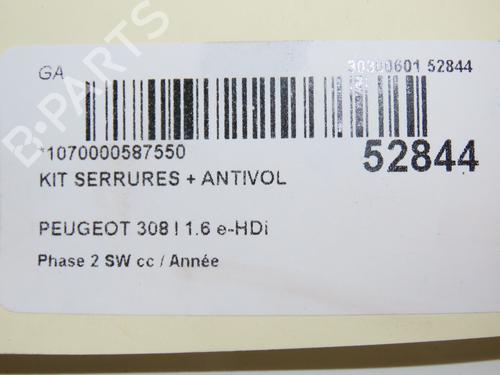 GA
30300601 52844
*1070000587550
52844
KIT SERRURES + ANTIVOL
PEUGEOT 308 I 1.6 e-HDi
Phase 2 SW cc / Année
B-PARTS